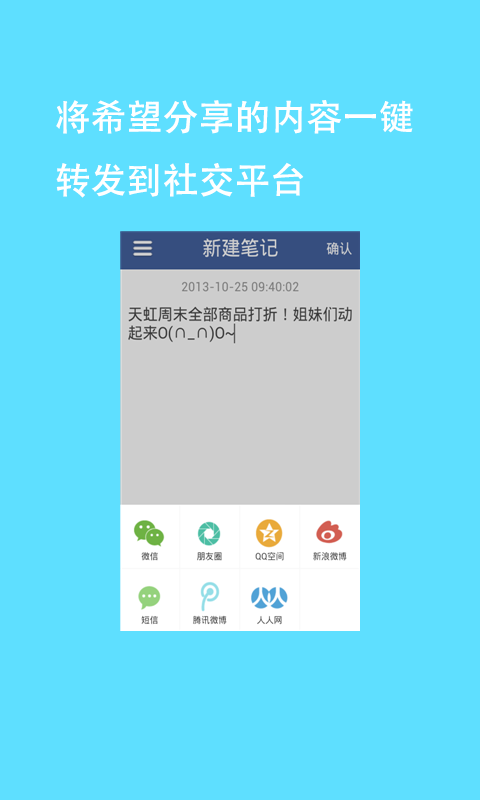 将希望分享的内容一键
转发到社交平台
新建笔记 确认
2013-10-25 09:40:02
天虹周末全部商品打折！姐妹们动
起来O(∩_∩)O~
微信 朋友圈 QQ空间 新浪微博
短信 腾讯微博 人人网